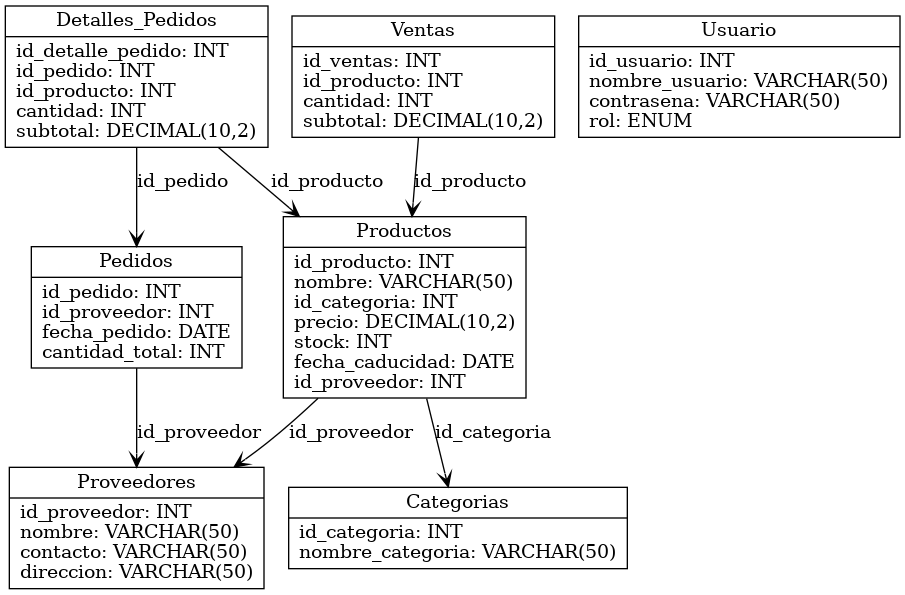 Detalles_Pedidos
id_detalle_pedido: INT
id_pedido: INT
id_producto: INT
cantidad: INT
subtotal: DECIMAL(10,2)
Ventas
id_ventas: INT
id_producto: INT
cantidad: INT
subtotal: DECIMAL(10,2)
Usuario
id_usuario: INT
nombre_usuario: VARCHAR(50)
contrasena: VARCHAR(50)
rol: ENUM
id_pedido
id_producto
id_producto
Pedidos
id_pedido: INT
id_proveedor: INT
fecha_pedido: DATE
cantidad_total: INT
Productos
id_producto: INT
nombre: VARCHAR(50)
id_categoria: INT
precio: DECIMAL(10,2)
stock: INT
fecha_caducidad: DATE
id_proveedor: INT
id_proveedor
id_proveedor
id_categoria
Proveedores
id_proveedor: INT
nombre: VARCHAR(50)
contacto: VARCHAR(50)
direccion: VARCHAR(50)
Categorias
id_categoria: INT
nombre_categoria: VARCHAR(50)